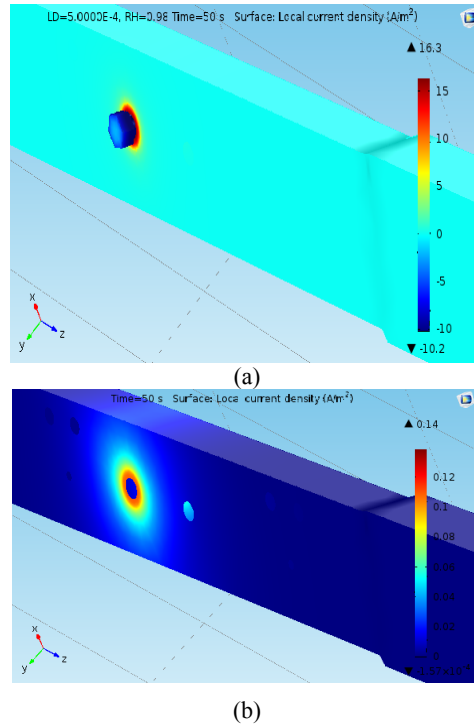 LD=5.0000E-4, RH=0.98 Time=50 s Surface: Local current density (A/m²)
▲ 16.3
15
10
5
0
-5
-10
▼ -10.2
x
y
z
(a)
Time=50 s Surface: Local current density (A/m²)
▲ 0.14
0.12
0.1
0.08
0.06
0.04
0.02
0
x
y
z
(b)